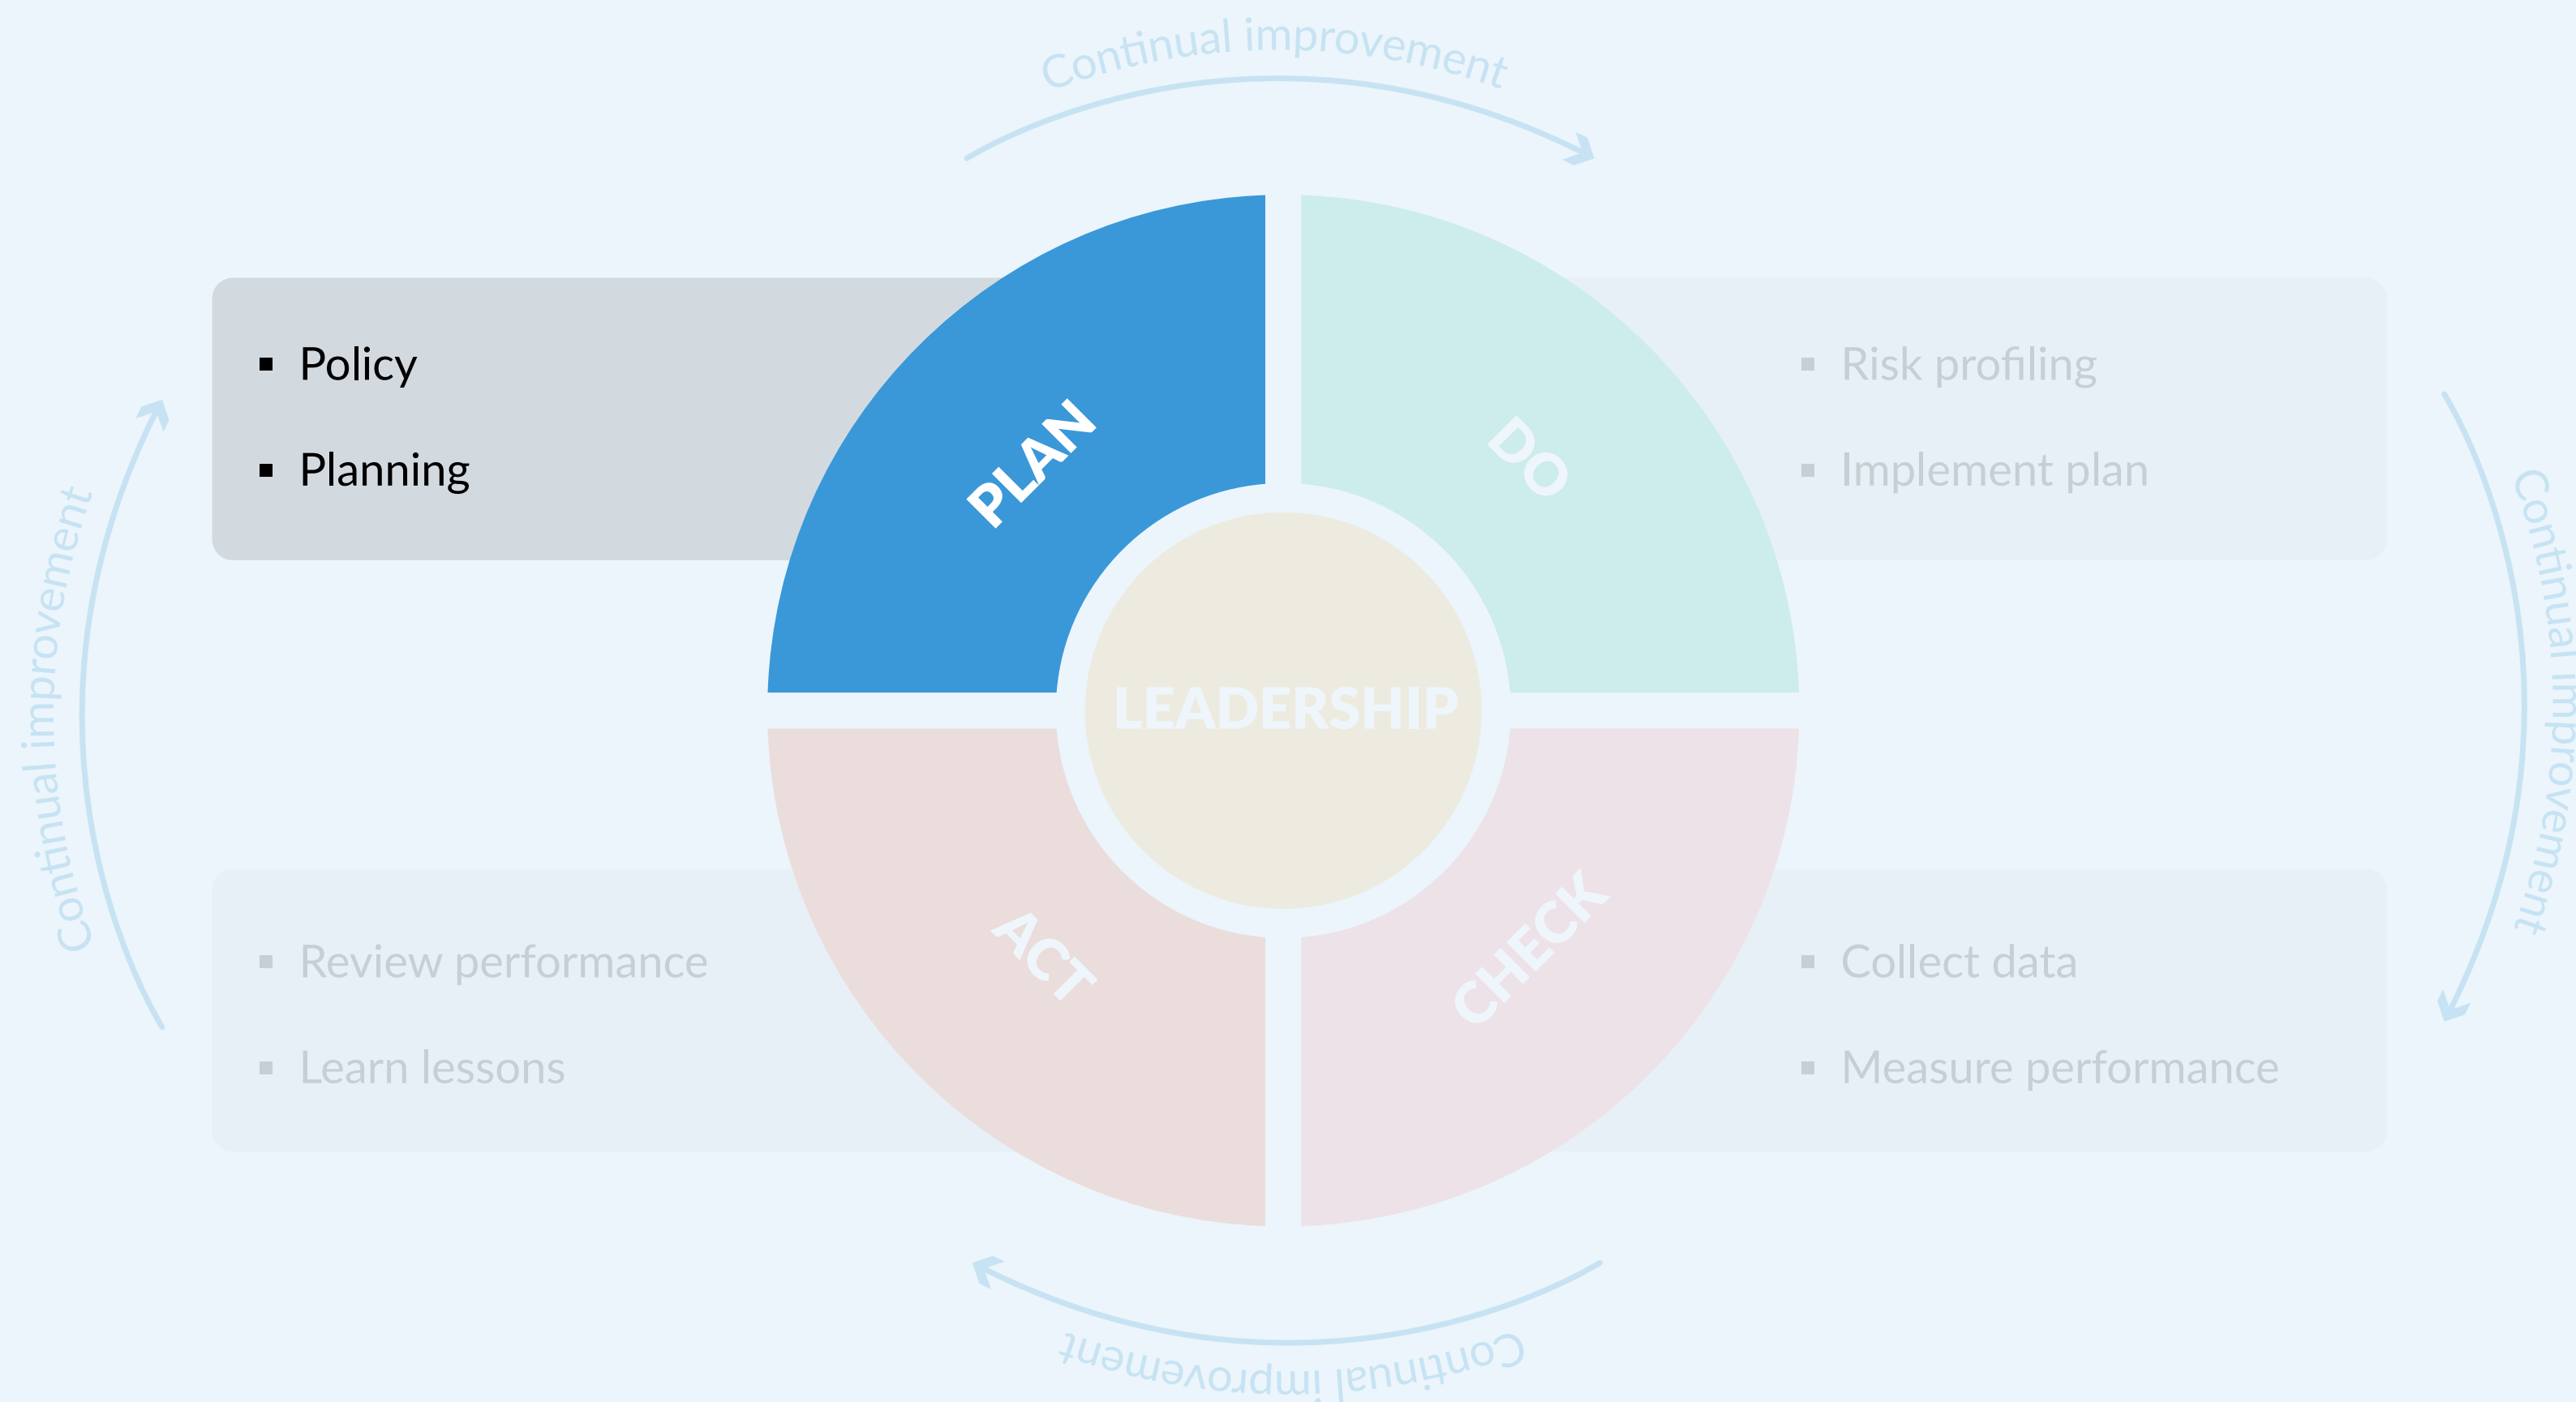 Continual improvement
▪ Policy
▪ Planning
PLAN
DO
▪ Risk profiling
▪ Implement plan
Continual improvement
LEADERSHIP
Continual improvement
▪ Review performance
▪ Learn lessons
ACT
CHECK
▪ Collect data
▪ Measure performance
Continual improvement